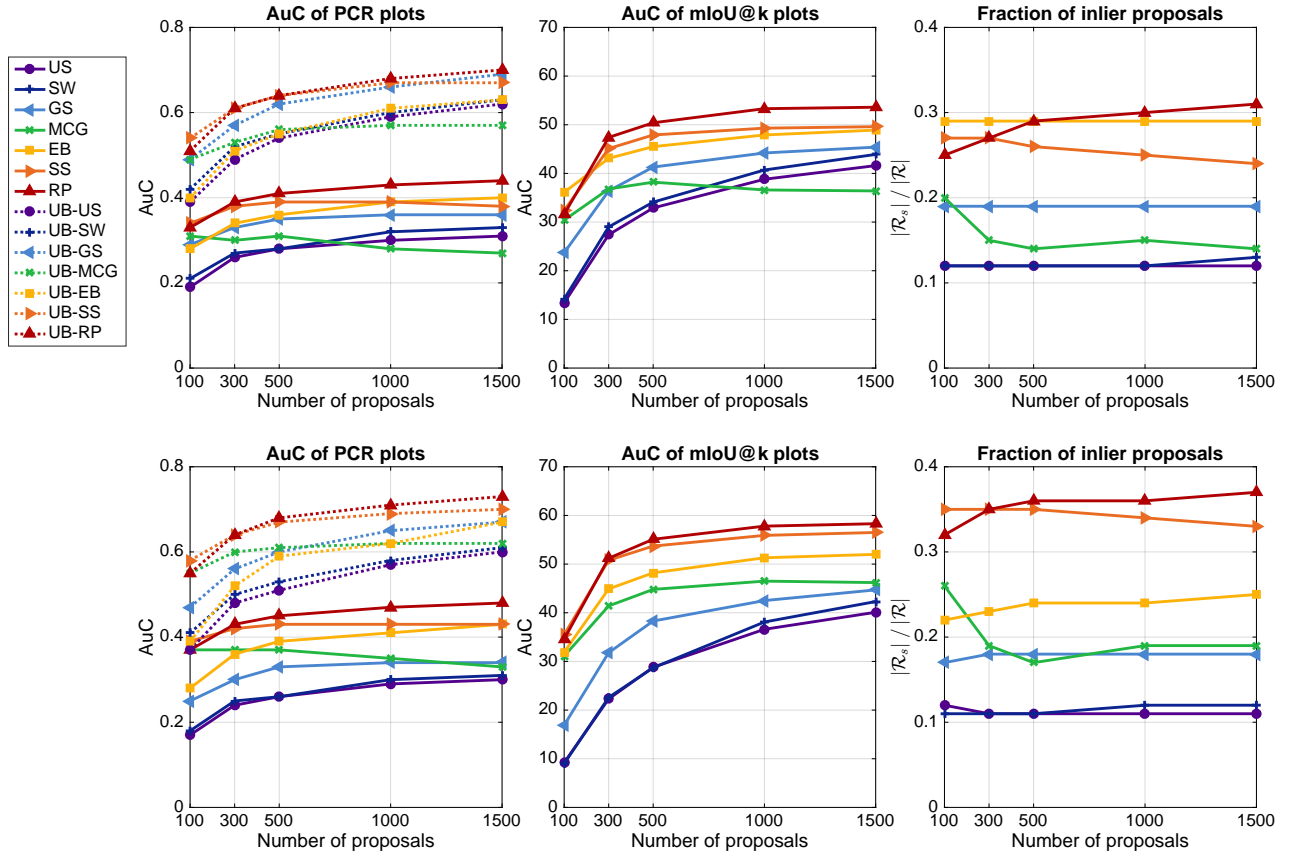 AuC of PCR plots
AuC of mIoU@k plots
Fraction of inlier proposals
US
SW
GS
MCG
EB
SS
RP
UB-US
UB-SW
UB-GS
UB-MCG
UB-EB
UB-SS
UB-RP
AuC
0.8
0.6
0.4
0.2
0
100 300 500 1000 1500
Number of proposals
AuC
70
60
50
40
30
20
10
0
100 300 500 1000 1500
Number of proposals
|R_s| / |R|
0.4
0.3
0.2
0.1
0
100 300 500 1000 1500
Number of proposals
AuC of PCR plots
AuC of mIoU@k plots
Fraction of inlier proposals
AuC
0.8
0.6
0.4
0.2
0
100 300 500 1000 1500
Number of proposals
AuC
70
60
50
40
30
20
10
0
100 300 500 1000 1500
Number of proposals
|R_s| / |R|
0.4
0.3
0.2
0.1
0
100 300 500 1000 1500
Number of proposals